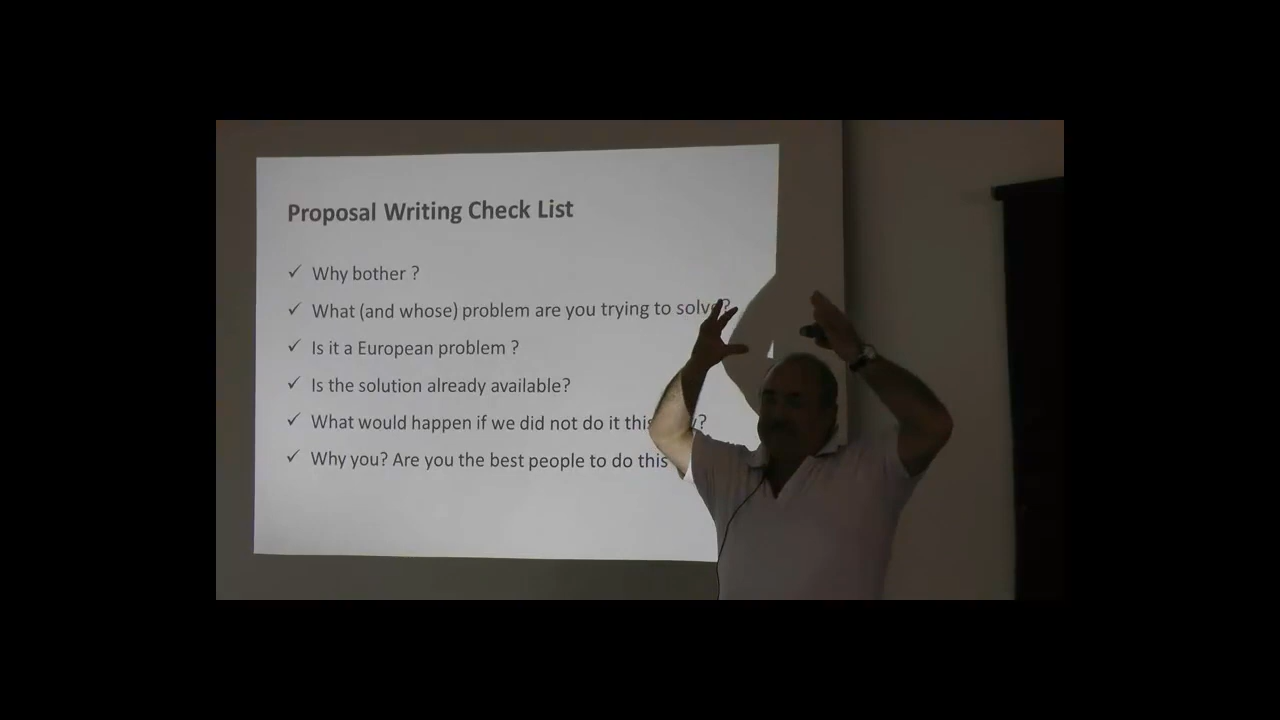 Proposal Writing Check List
✓ Why bother ?
✓ What (and whose) problem are you trying to solve?
✓ Is it a European problem ?
✓ Is the solution already available?
✓ What would happen if we did not do it this ?
✓ Why you? Are you the best people to do this